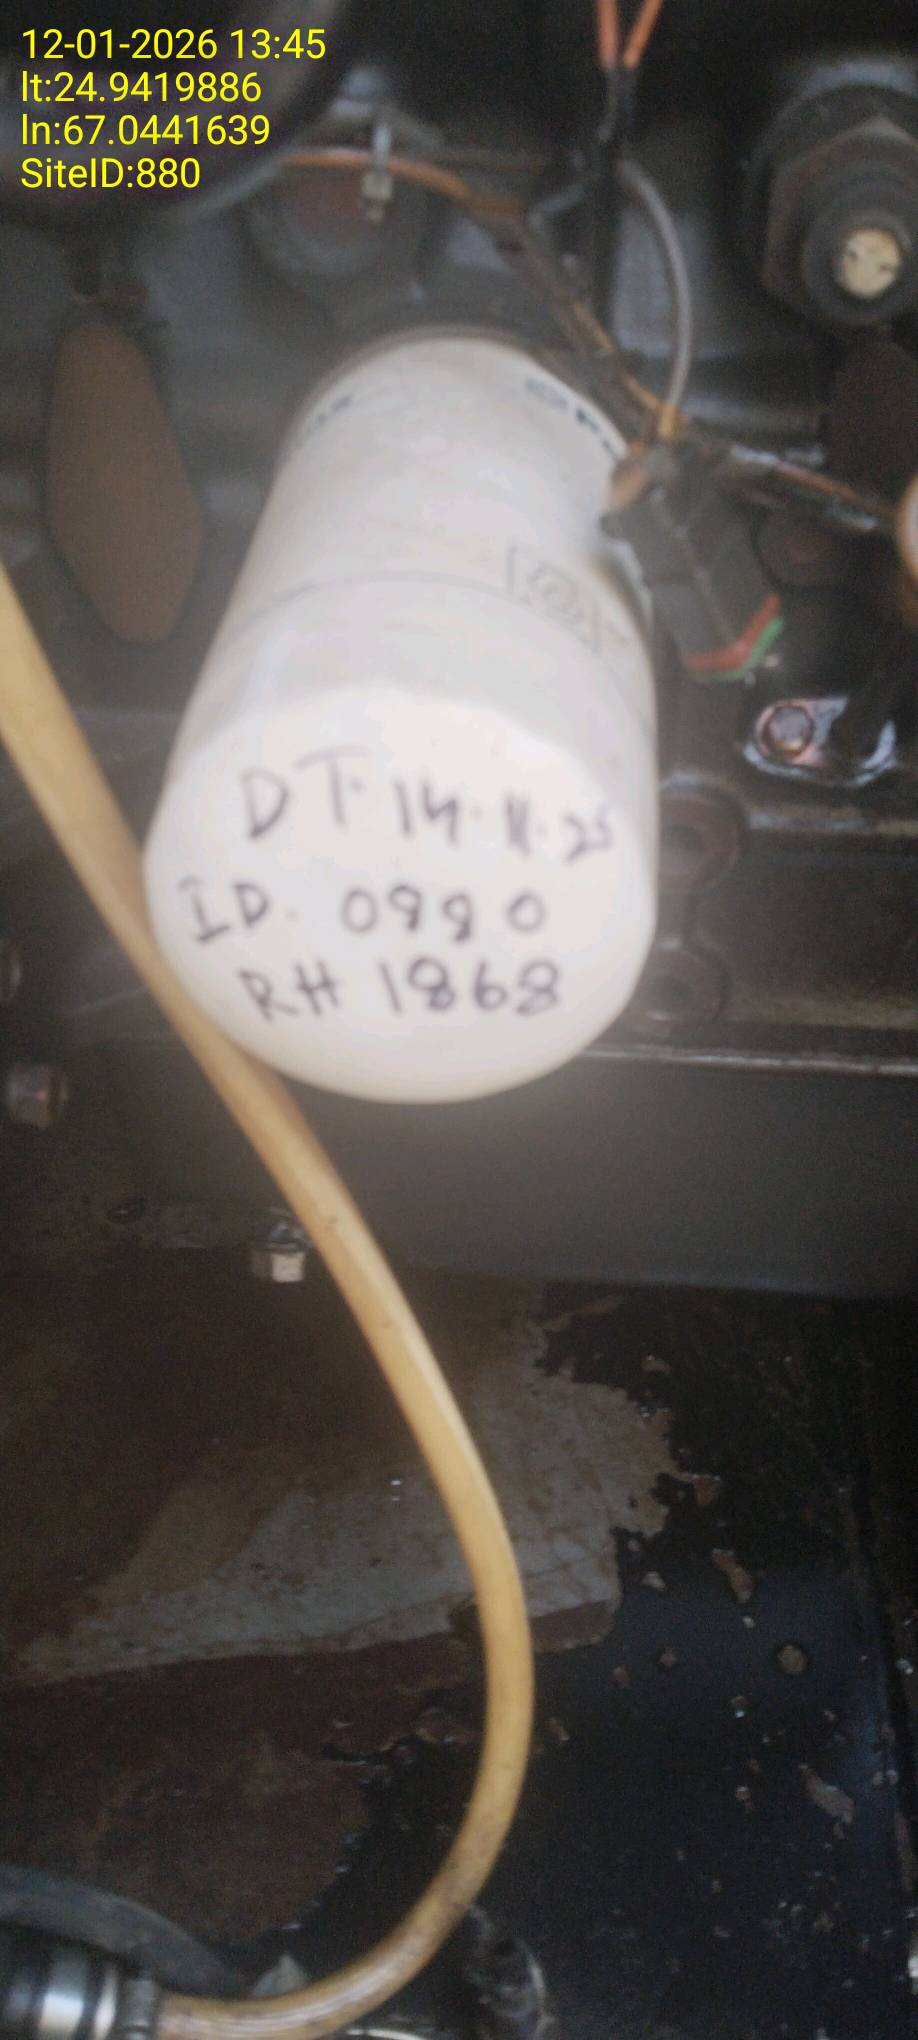 12-01-2026 13:45
lt:24.9419886
ln:67.0441639
SiteID:880
DT. 14.11.25
ID. 0880
RH 1868